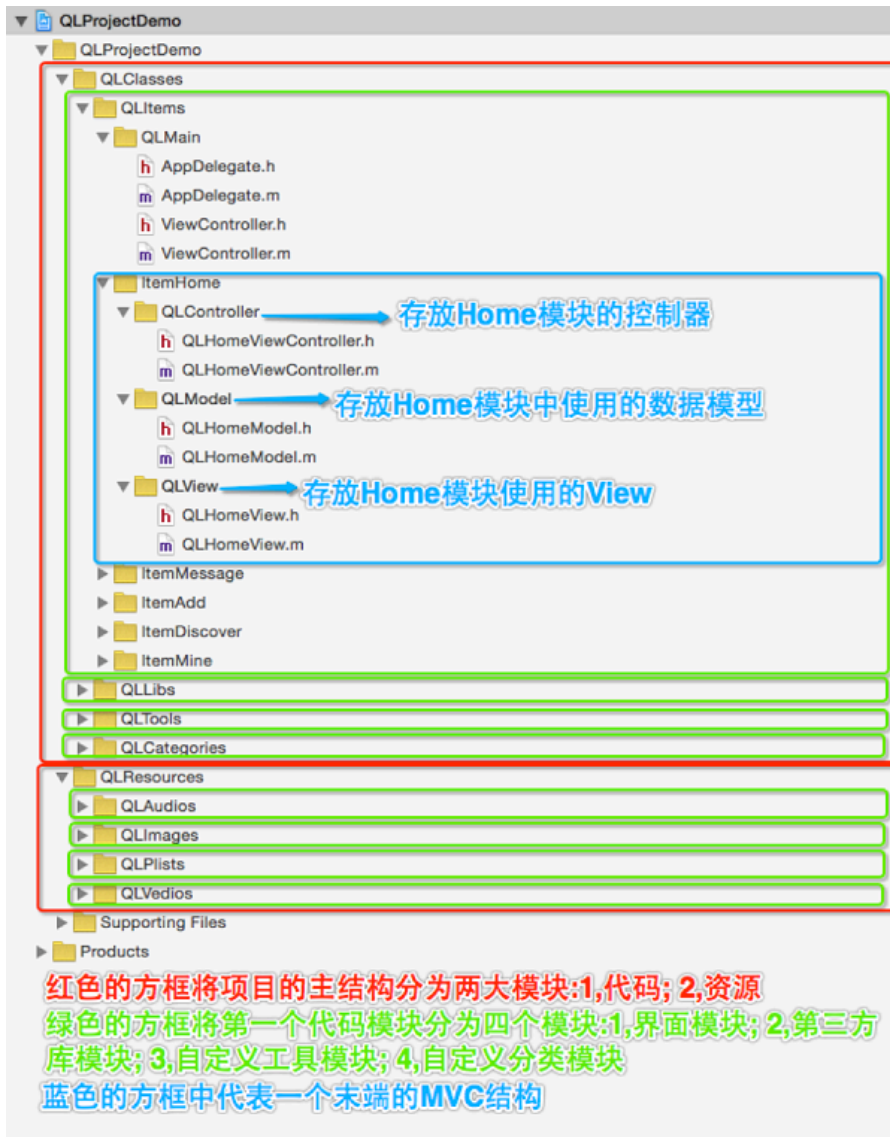 QLProjectDemo
QLProjectDemo
QLClasses
QLItems
QLMain
h AppDelegate.h
m AppDelegate.m
h ViewController.h
m ViewController.m
ItemHome
QLController 存放Home模块的控制器
h QLHomeViewController.h
m QLHomeViewController.m
QLModel 存放Home模块中使用的数据模型
h QLHomeModel.h
m QLHomeModel.m
QLView 存放Home模块使用的View
h QLHomeView.h
m QLHomeView.m
ItemMessage
ItemAdd
ItemDiscover
ItemMine
QLLibs
QLTools
QLCategories
QLResources
QLAudios
QLImages
QLPlists
QLVedios
Supporting Files
Products
红色的方框将项目的主结构分为两大模块:1,代码; 2,资源
绿色的方框将第一个代码模块分为四个模块:1,界面模块; 2,第三方
库模块; 3,自定义工具模块; 4,自定义分类模块
蓝色的方框中代表一个末端的MVC结构